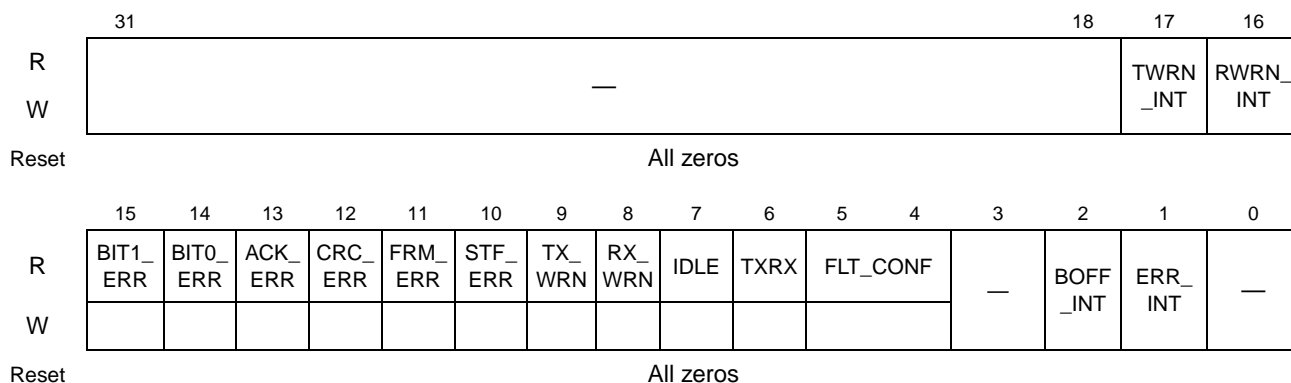 31 18 17 16
R
W
— TWRN RWRN_
_INT INT
Reset All zeros
15 14 13 12 11 10 9 8 7 6 5 4 3 2 1 0
R BIT1_ BIT0_ ACK_ CRC_ FRM_ STF_ TX_ RX_ IDLE TXRX FLT_CONF — BOFF ERR_ —
ERR ERR ERR ERR ERR ERR WRN WRN _INT INT
W
Reset All zeros